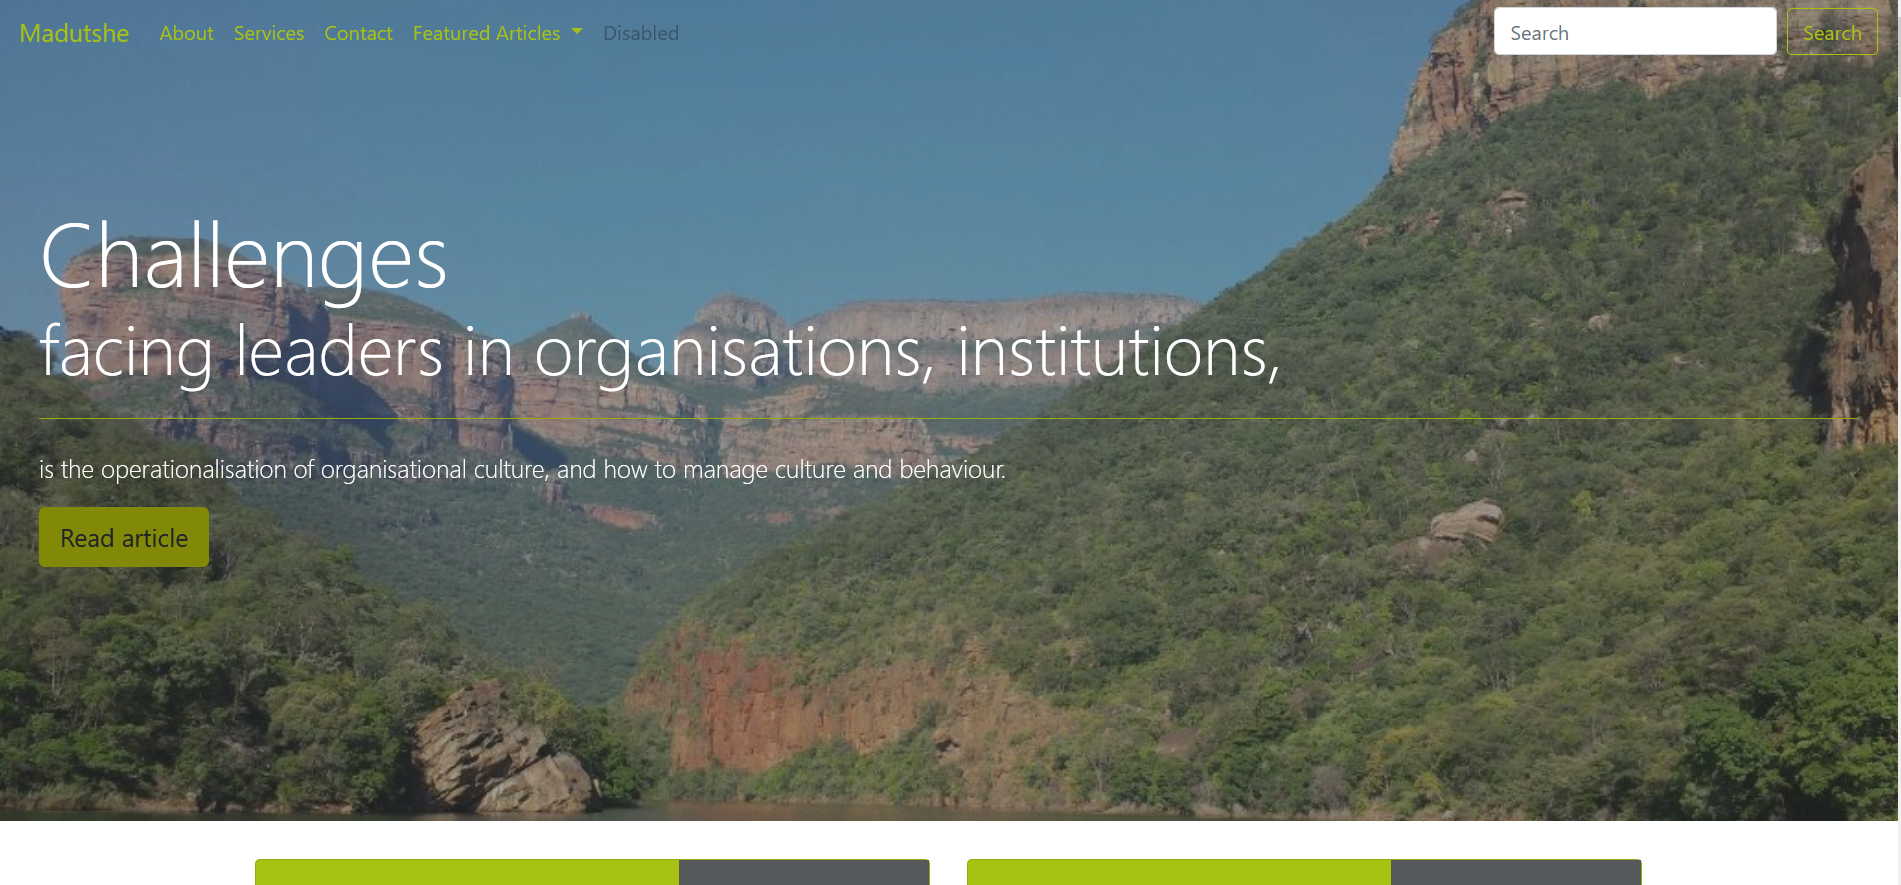 Madutshe About Services Contact Featured Articles Disabled Search Search
Challenges
facing leaders in organisations, institutions,
is the operationalisation of organisational culture, and how to manage culture and behaviour.
Read article